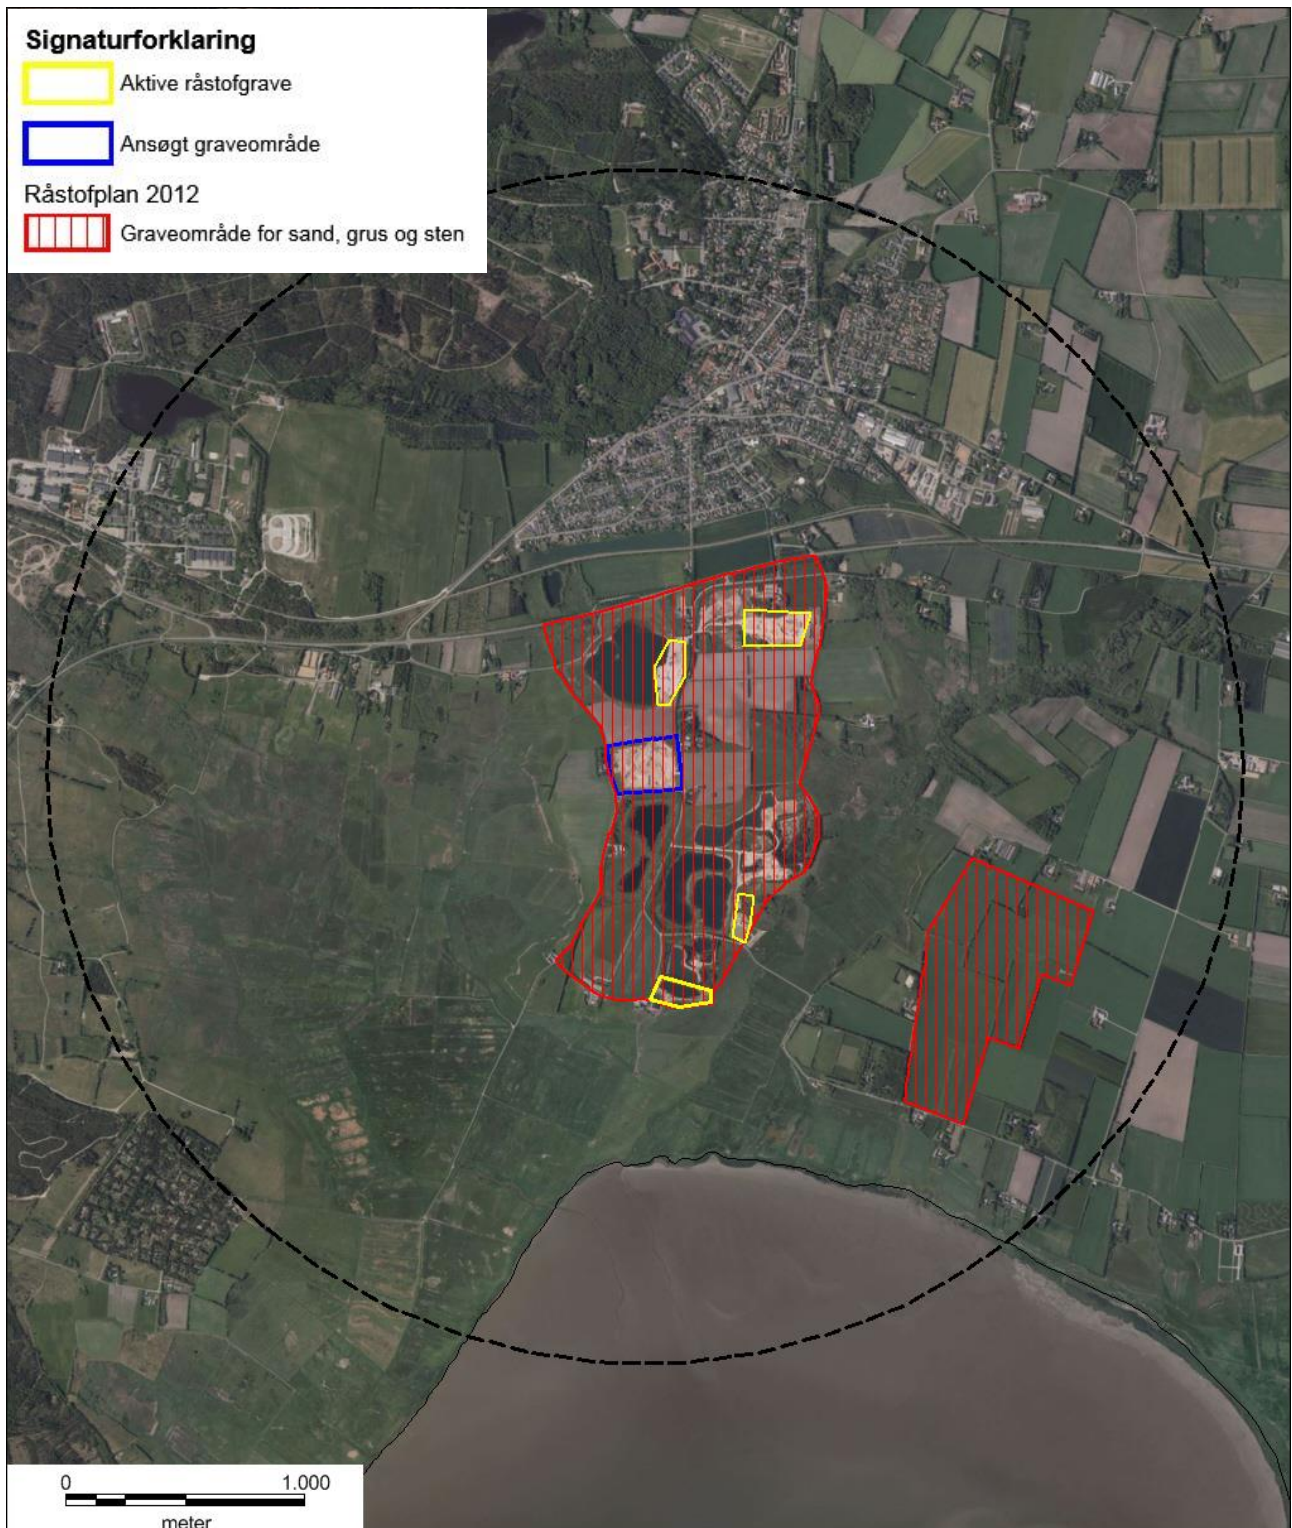 Signaturforklaring
Aktive råstofgrave
Ansøgt graveområde
Råstofplan 2012
Graveområde for sand, grus og sten
0 1.000
meter